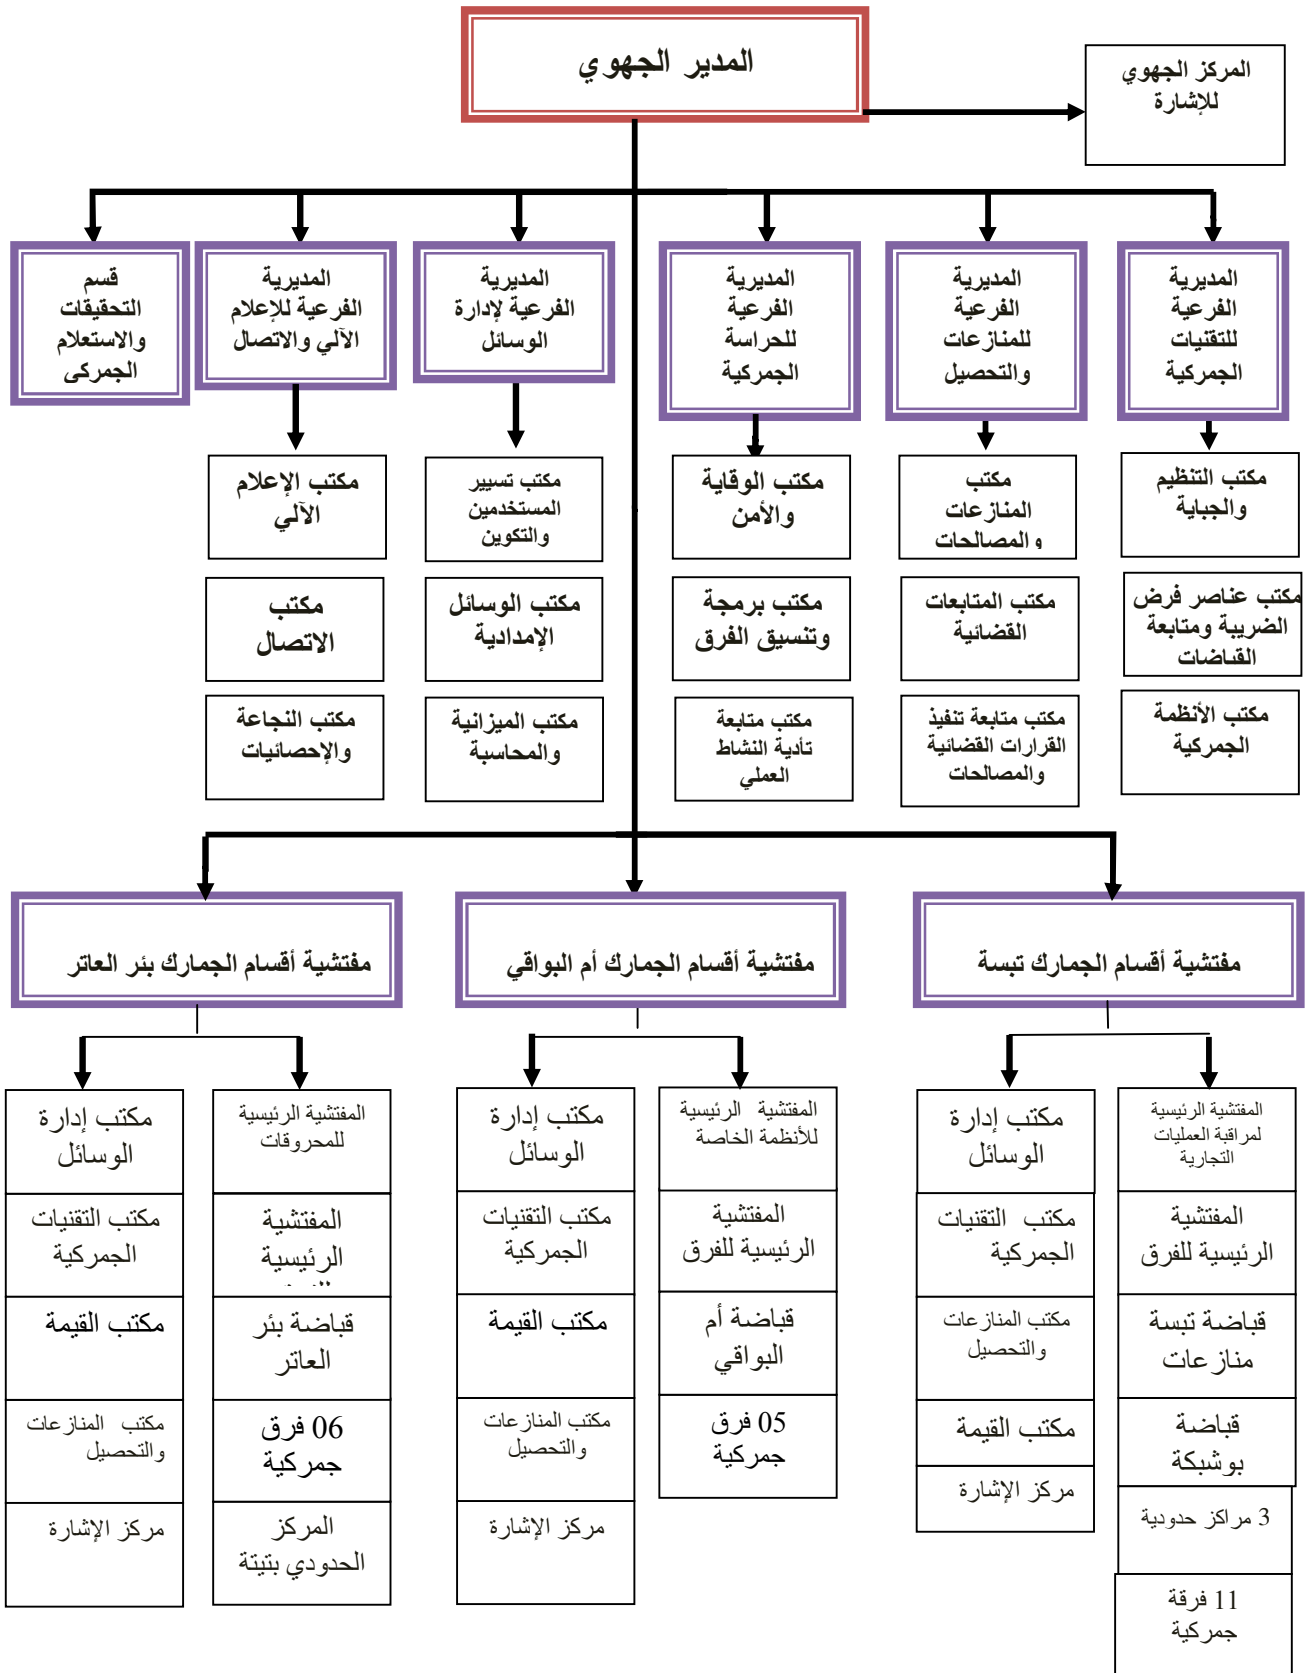 المدير الجهوي
المركز الجهوي
للإشارة
المديرية
الفرعية
للتقنيات
الجمركية
المديرية
الفرعية
للمنازعات
والتحصيل
المديرية
الفرعية
للحراسة
الجمركية
المديرية
الفرعية لإدارة
الوسائل
المديرية
الفرعية للإعلام
الآلي والاتصال
قسم
التحقيقات
والاستعلام
الجمركي
مكتب التنظيم
والجباية
مكتب
المنازعات
والمصالحات
مكتب الوقاية
والأمن
مكتب تسيير
المستخدمين
والتكوين
مكتب الإعلام
الآلي
مكتب عناصر فرض
الضريبة ومتابعة
القباضات
مكتب المتابعات
القضائية
مكتب برمجة
وتنسيق الفرق
مكتب الوسائل
الإمدادية
مكتب
الاتصال
مكتب الأنظمة
الجمركية
مكتب متابعة تنفيذ
القرارات القضائية
والمصالحات
مكتب متابعة
تأدية النشاط
العملي
مكتب الميزانية
والمحاسبة
مكتب النجاعة
والإحصائيات
مفتشية أقسام الجمارك تبسة
مفتشية أقسام الجمارك أم البواقي
مفتشية أقسام الجمارك بئر العاتر
المفتشية الرئيسية
لمراقبة العمليات
التجارية
المفتشية
الرئيسية للفرق
قباضة تبسة
منازعات
قباضة
بوشبكة
3 مراكز حدودية
11 فرقة
جمركية
مكتب إدارة
الوسائل
مكتب التقنيات
الجمركية
مكتب المنازعات
والتحصيل
مكتب القيمة
مركز الإشارة
المفتشية الرئيسية
للأنظمة الخاصة
المفتشية
الرئيسية للفرق
قباضة أم
البواقي
05 فرق
جمركية
مكتب إدارة
الوسائل
مكتب التقنيات
الجمركية
مكتب القيمة
مكتب المنازعات
والتحصيل
مركز الإشارة
المفتشية الرئيسية
للمحروقات
المفتشية
الرئيسية
قباضة بئر
العاتر
06 فرق
جمركية
المركز
الحدودي بتيتة
مكتب إدارة
الوسائل
مكتب التقنيات
الجمركية
مكتب القيمة
مكتب المنازعات
والتحصيل
مركز الإشارة